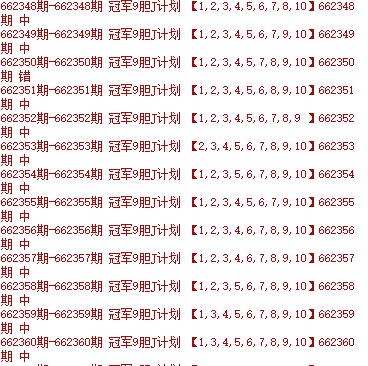 662348期-662348期 冠军9胆J计划 【1,2,3,4,5,6,7,8,10】662348
期 中
662349期-662349期 冠军9胆J计划 【1,2,3,4,5,6,7,9,10】662349
期 中
662350期-662350期 冠军9胆J计划 【1,2,3,4,5,7,8,9,10】662350
期 错
662351期-662351期 冠军9胆J计划 【1,2,3,4,5,6,8,9,10】662351
期 中
662352期-662352期 冠军9胆J计划 【1,2,3,4,5,6,7,8,9 】662352
期 中
662353期-662353期 冠军9胆J计划 【2,3,4,5,6,7,8,9,10】662353
期 中
662354期-662354期 冠军9胆J计划 【1,2,3,5,6,7,8,9,10】662354
期 中
662355期-662355期 冠军9胆J计划 【1,2,3,4,5,6,7,9,10】662355
期 中
662356期-662356期 冠军9胆J计划 【1,2,3,4,6,7,8,9,10】662356
期 中
662357期-662357期 冠军9胆J计划 【1,2,3,4,6,7,8,9,10】662357
期 中
662358期-662358期 冠军9胆J计划 【1,2,3,5,6,7,8,9,10】662358
期 中
662359期-662359期 冠军9胆J计划 【1,3,4,5,6,7,8,9,10】662359
期 中
662360期-662360期 冠军9胆J计划 【1,3,4,5,6,7,8,9,10】662360
期 中